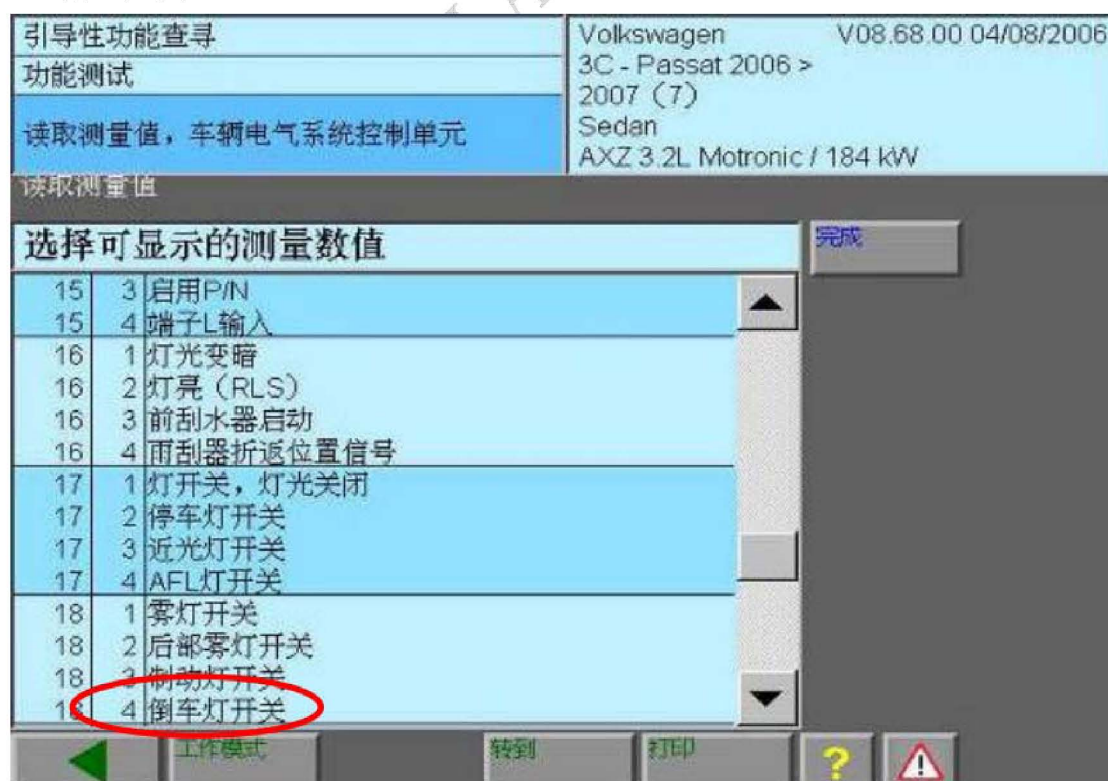 引导性功能查寻
功能测试
读取测量值，车辆电气系统控制单元
Volkswagen V08.68.00 04/08/2006
3C - Passat 2006 >
2007（7）
Sedan
AXZ 3.2L Motronic / 184 kW
读取测量值
选择可显示的测量数值
完成
15 3 启用P/N
15 4 端子L输入
16 1 灯光变暗
16 2 灯亮（RLS）
16 3 前刮水器启动
16 4 雨刮器折返位置信号
17 1 灯开关，灯光关闭
17 2 停车灯开关
17 3 近光灯开关
17 4 AFL灯开关
18 1 雾灯开关
18 2 后部雾灯开关
18 3 制动灯开关
18 4 倒车灯开关
工作模式 转到 打印 ?